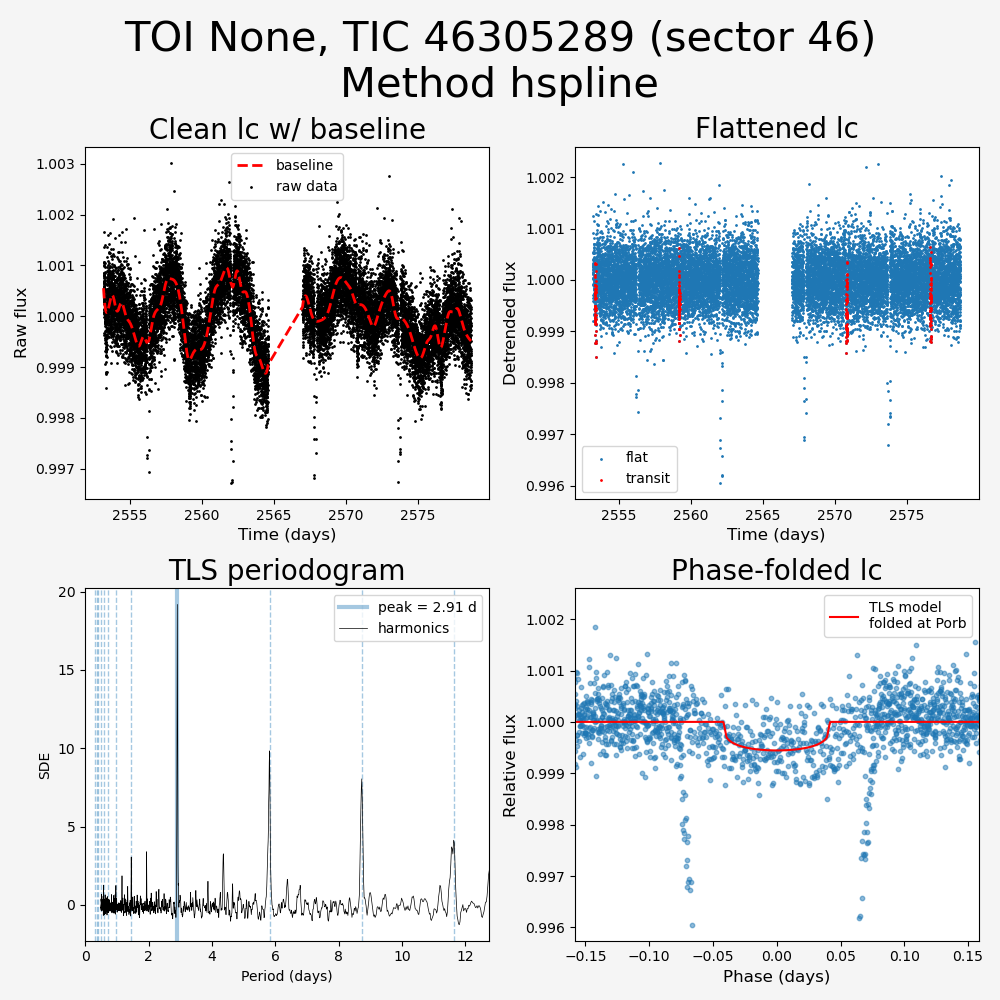 TOI None, TIC 46305289 (sector 46)
Method hspline
Clean lc w/ baseline
baseline
raw data
1.003
1.002
1.001
1.000
0.999
0.998
0.997
Raw flux
2555
2560
2565
2570
2575
Time (days)
Flattened lc
1.002
1.001
1.000
0.999
0.998
0.997
0.996
Detrended flux
flat
transit
2555
2560
2565
2570
2575
Time (days)
TLS periodogram
peak = 2.91 d
harmonics
20
15
10
5
0
SDE
0
2
4
6
8
10
12
Period (days)
Phase-folded lc
TLS model
folded at Porb
1.002
1.001
1.000
0.999
0.998
0.997
0.996
Relative flux
−0.15
−0.10
−0.05
0.00
0.05
0.10
0.15
Phase (days)